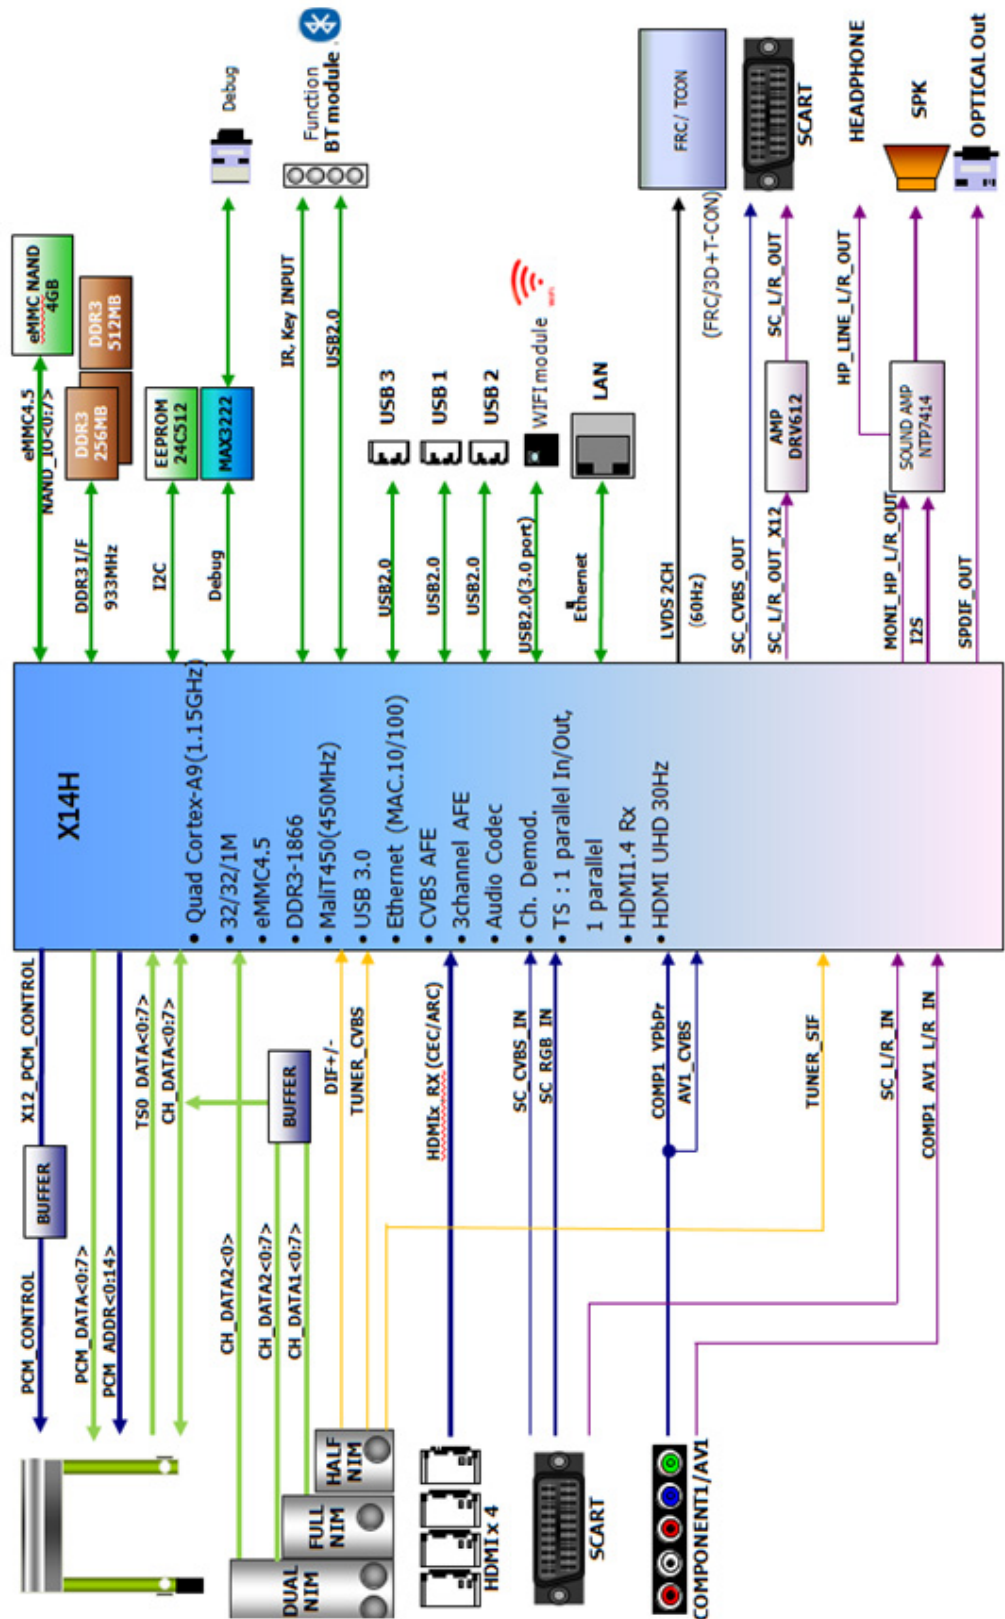 X14H
• Quad Cortex-A9(1.15GHz)
• 32/32/1M
• eMMC4.5
• DDR3-1866
• MaliT450(450MHz)
• USB 3.0
• Ethernet (MAC.10/100)
• CVBS AFE
• 3channel AFE
• Audio Codec
• Ch. Demod.
• TS : 1 parallel In/Out,
1 parallel
• HDMI1.4 Rx
• HDMI UHD 30Hz
PCM_CONTROL
BUFFER
X12_PCM_CONTROL
PCM_DATA<0:7>
PCM_ADDR<0:14>
TS0_DATA<0:7>
CH_DATA<0:7>
CH_DATA2<0>
CH_DATA2<0:7>
CH_DATA1<0:7>
BUFFER
DIF+/-
TUNER_CVBS
DUAL
NIM
FULL
NIM
HALF
NIM
HDMI x 4
HDMIx_RX (CEC/ARC)
SCART
SC_CVBS_IN
SC_RGB_IN
COMPONENT1/AV1
COMP1_YPbPr
AV1_CVBS
TUNER_SIF
SC_L/R_IN
COMP1_AV1_L/R_IN
eMMC4.5
NAND_IO<0:7>
eMMC NAND
4GB
DDR3 I/F
933MHz
DDR3
256MB
DDR3
512MB
I2C
EEPROM
24C512
Debug
MAX3222
Debug
IR, Key INPUT
USB2.0
Function
BT module
USB2.0
USB 3
USB2.0
USB 1
USB2.0
USB 2
USB2.0(3.0 port)
WIFI module
Ethernet
LAN
LVDS 2CH
(60Hz)
(FRC/3D+T-CON)
FRC/ TCON
SC_CVBS_OUT
SC_L/R_OUT_X12
AMP
DRV612
SC_L/R_OUT
SCART
HP_LINE_L/R_OUT
HEADPHONE
MONI_HP_L/R_OUT
I2S
SOUND AMP
NTP7414
SPK
SPDIF_OUT
OPTICAL Out